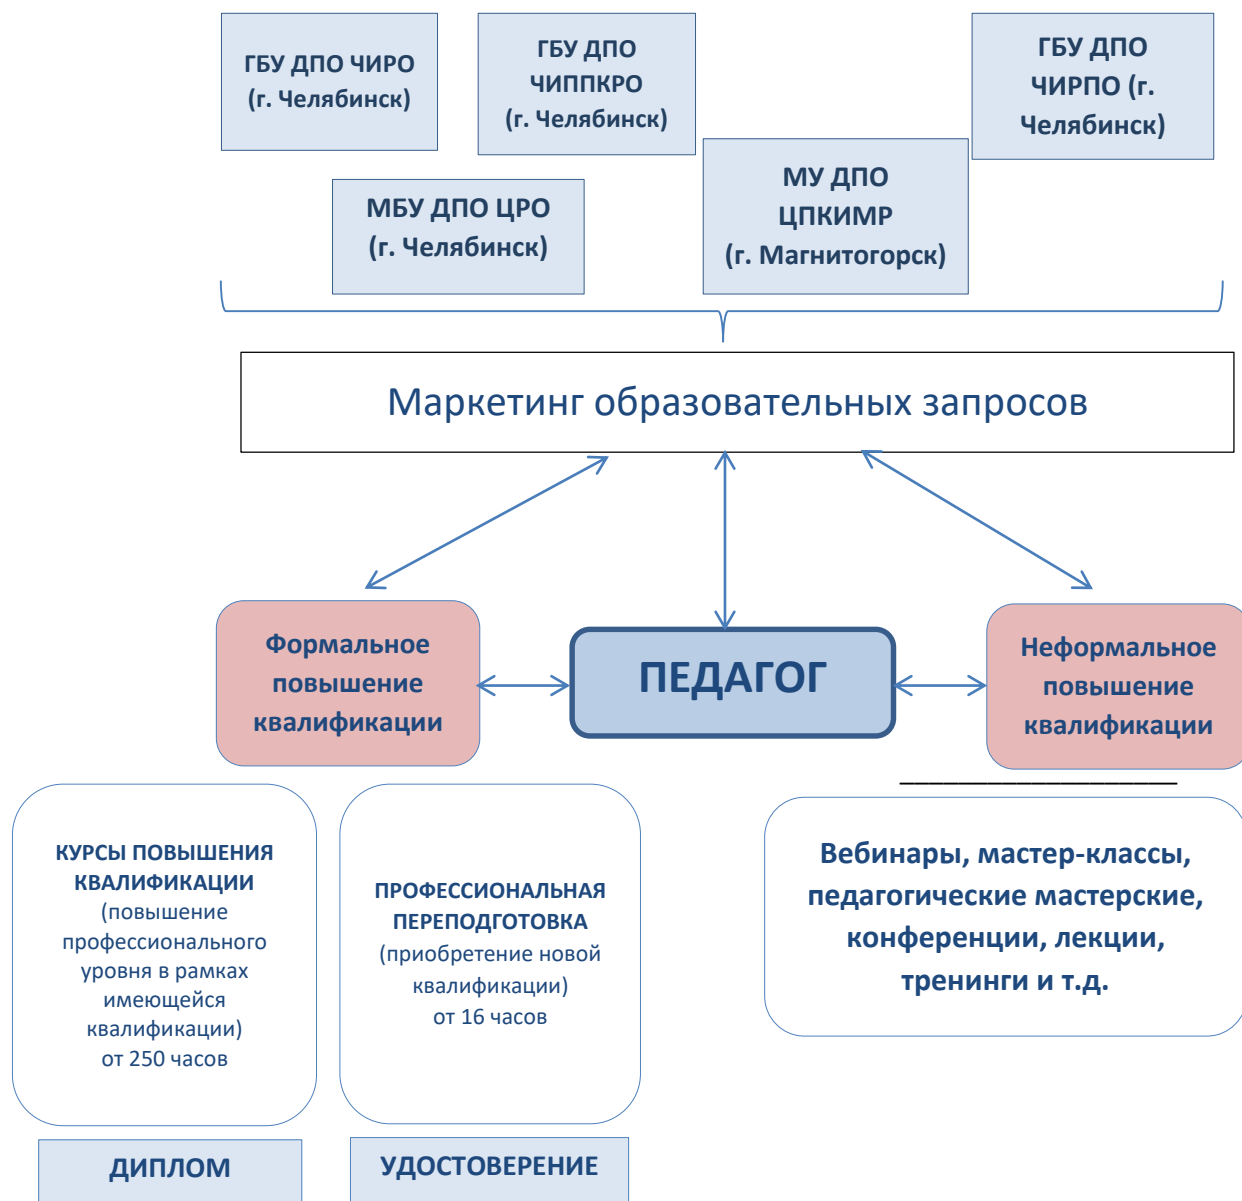 ГБУ ДПО ЧИРО
(г. Челябинск)
ГБУ ДПО
ЧИППКРО
(г. Челябинск)
ГБУ ДПО
ЧИРПО (г.
Челябинск)
МБУ ДПО ЦРО
(г. Челябинск)
МУ ДПО
ЦПКИМР
(г. Магнитогорск)
Маркетинг образовательных запросов
Формальное
повышение
квалификации
ПЕДАГОГ
Неформальное
повышение
квалификации
КУРСЫ ПОВЫШЕНИЯ
КВАЛИФИКАЦИИ
(повышение
профессионального
уровня в рамках
имеющейся
квалификации)
от 250 часов
ПРОФЕССИОНАЛЬНАЯ
ПЕРЕПОДГОТОВКА
(приобретение новой
квалификации)
от 16 часов
Вебинары, мастер-классы,
педагогические мастерские,
конференции, лекции,
тренинги и т.д.
ДИПЛОМ
УДОСТОВЕРЕНИЕ